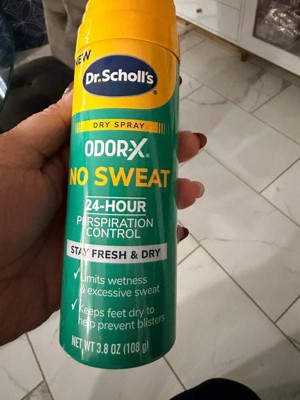 NEW
Dr. Scholl's
DRY SPRAY
ODOR-X®
NO SWEAT
24-HOUR
PERSPIRATION
CONTROL
STAY FRESH & DRY
✓ Limits wetness
& excessive sweat
✓ Keeps feet dry to
help prevent blisters
NET WT 3.8 OZ (108 g)